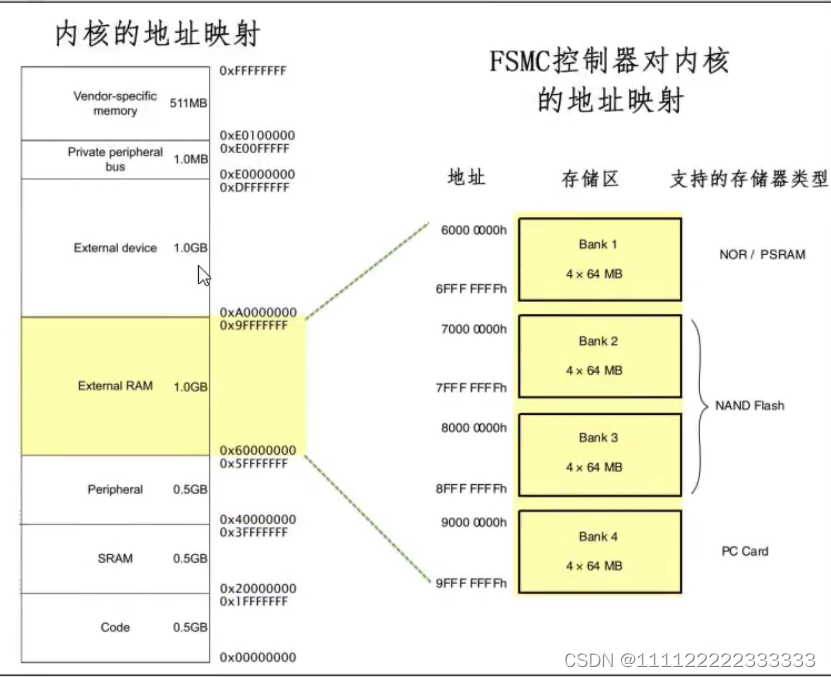 内核的地址映射
0xFFFFFFFF
Vendor-specific
memory
511MB
0xE0100000
0xE00FFFFF
Private peripheral
bus
1.0MB
0xE0000000
0xDFFFFFFF
External device
1.0GB
0xA0000000
0x9FFFFFFF
External RAM
1.0GB
0x60000000
0x5FFFFFFF
Peripheral
0.5GB
0x40000000
0x3FFFFFFF
SRAM
0.5GB
0x20000000
0x1FFFFFFF
Code
0.5GB
0x00000000
FSMC控制器对内核
的地址映射
地址
存储区
支持的存储器类型
6000 0000h
Bank 1
4 × 64 MB
6FFF FFFFh
NOR / PSRAM
7000 0000h
Bank 2
4 × 64 MB
7FFF FFFFh
8000 0000h
Bank 3
4 × 64 MB
8FFF FFFFh
NAND Flash
9000 0000h
Bank 4
4 × 64 MB
9FFF FFFFh
PC Card
CSDN @111122222333333